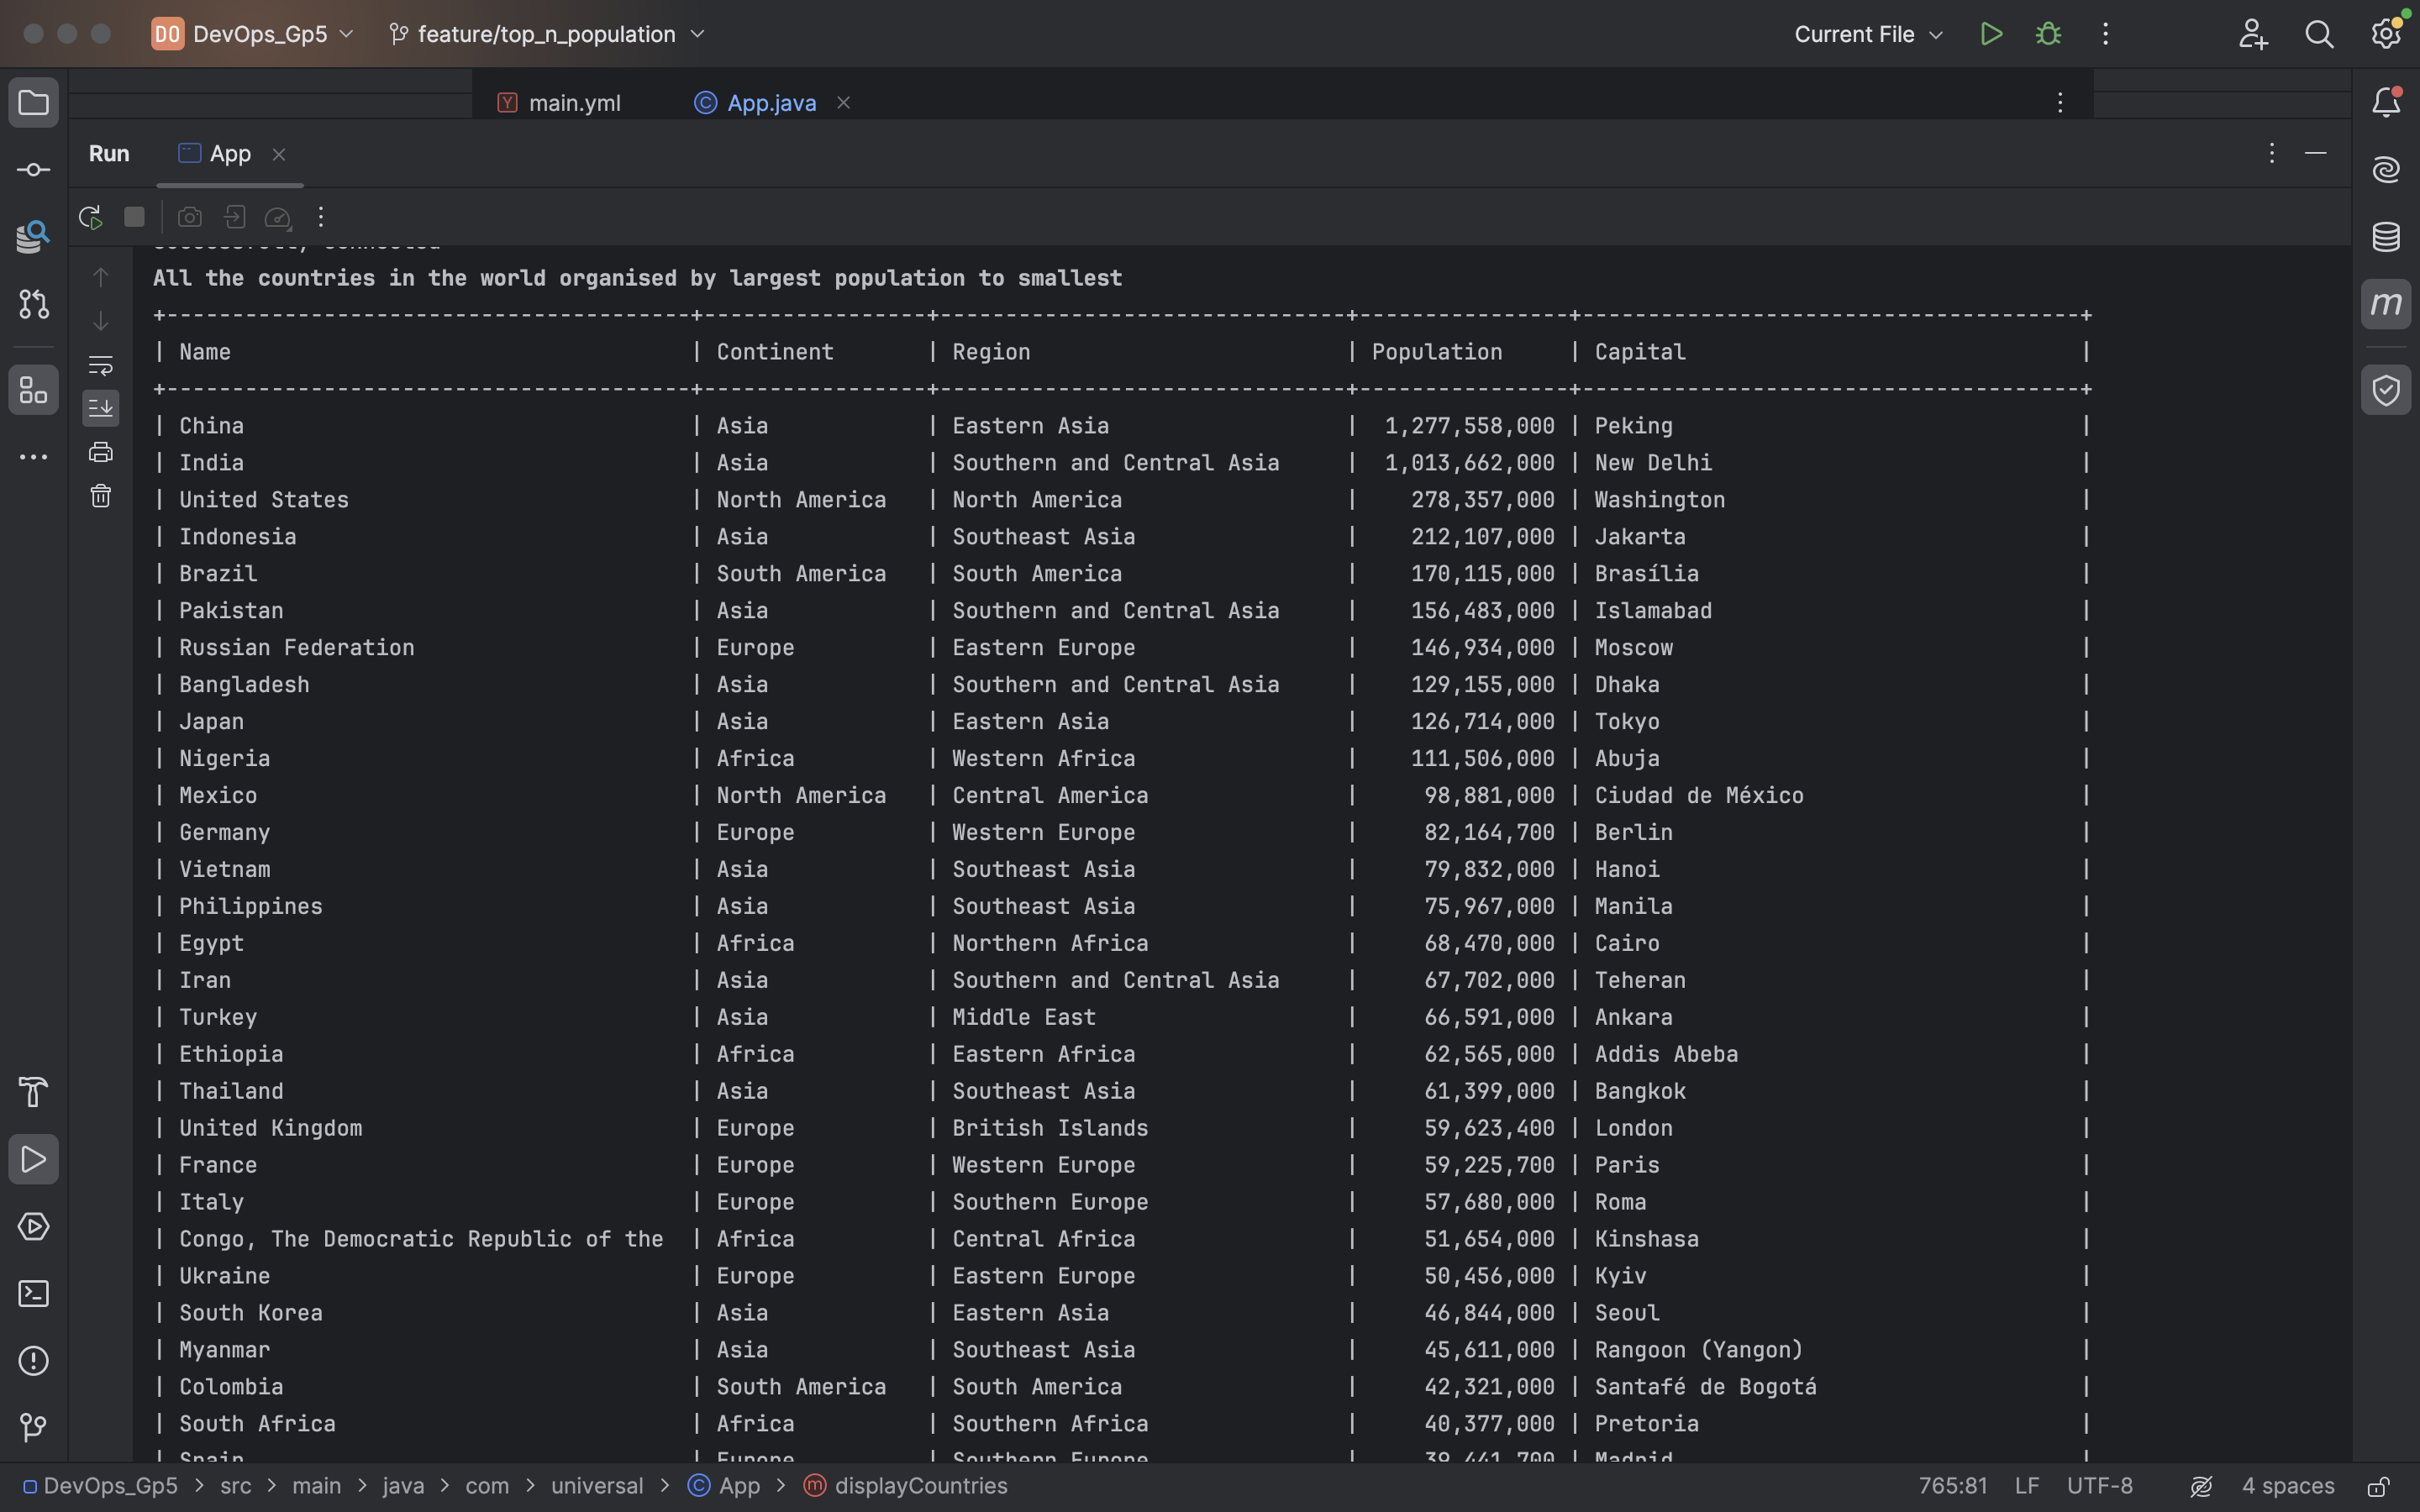 DO DevOps_Gp5 feature/top_n_population Current File
main.yml App.java
Run App
Successfully connected
All the countries in the world organised by largest population to smallest
+----------------------------------------+-----------------+-------------------------------+----------------+--------------------------------------+
| Name | Continent | Region | Population | Capital |
+----------------------------------------+-----------------+-------------------------------+----------------+--------------------------------------+
| China | Asia | Eastern Asia | 1,277,558,000 | Peking |
| India | Asia | Southern and Central Asia | 1,013,662,000 | New Delhi |
| United States | North America | North America | 278,357,000 | Washington |
| Indonesia | Asia | Southeast Asia | 212,107,000 | Jakarta |
| Brazil | South America | South America | 170,115,000 | Brasília |
| Pakistan | Asia | Southern and Central Asia | 156,483,000 | Islamabad |
| Russian Federation | Europe | Eastern Europe | 146,934,000 | Moscow |
| Bangladesh | Asia | Southern and Central Asia | 129,155,000 | Dhaka |
| Japan | Asia | Eastern Asia | 126,714,000 | Tokyo |
| Nigeria | Africa | Western Africa | 111,506,000 | Abuja |
| Mexico | North America | Central America | 98,881,000 | Ciudad de México |
| Germany | Europe | Western Europe | 82,164,700 | Berlin |
| Vietnam | Asia | Southeast Asia | 79,832,000 | Hanoi |
| Philippines | Asia | Southeast Asia | 75,967,000 | Manila |
| Egypt | Africa | Northern Africa | 68,470,000 | Cairo |
| Iran | Asia | Southern and Central Asia | 67,702,000 | Teheran |
| Turkey | Asia | Middle East | 66,591,000 | Ankara |
| Ethiopia | Africa | Eastern Africa | 62,565,000 | Addis Abeba |
| Thailand | Asia | Southeast Asia | 61,399,000 | Bangkok |
| United Kingdom | Europe | British Islands | 59,623,400 | London |
| France | Europe | Western Europe | 59,225,700 | Paris |
| Italy | Europe | Southern Europe | 57,680,000 | Roma |
| Congo, The Democratic Republic of the | Africa | Central Africa | 51,654,000 | Kinshasa |
| Ukraine | Europe | Eastern Europe | 50,456,000 | Kyiv |
| South Korea | Asia | Eastern Asia | 46,844,000 | Seoul |
| Myanmar | Asia | Southeast Asia | 45,611,000 | Rangoon (Yangon) |
| Colombia | South America | South America | 42,321,000 | Santafé de Bogotá |
| South Africa | Africa | Southern Africa | 40,377,000 | Pretoria |
| Spain | Europe | Southern Europe | 39,441,700 | Madrid |
DevOps_Gp5 > src > main > java > com > universal > App > displayCountries 765:81 LF UTF-8 4 spaces